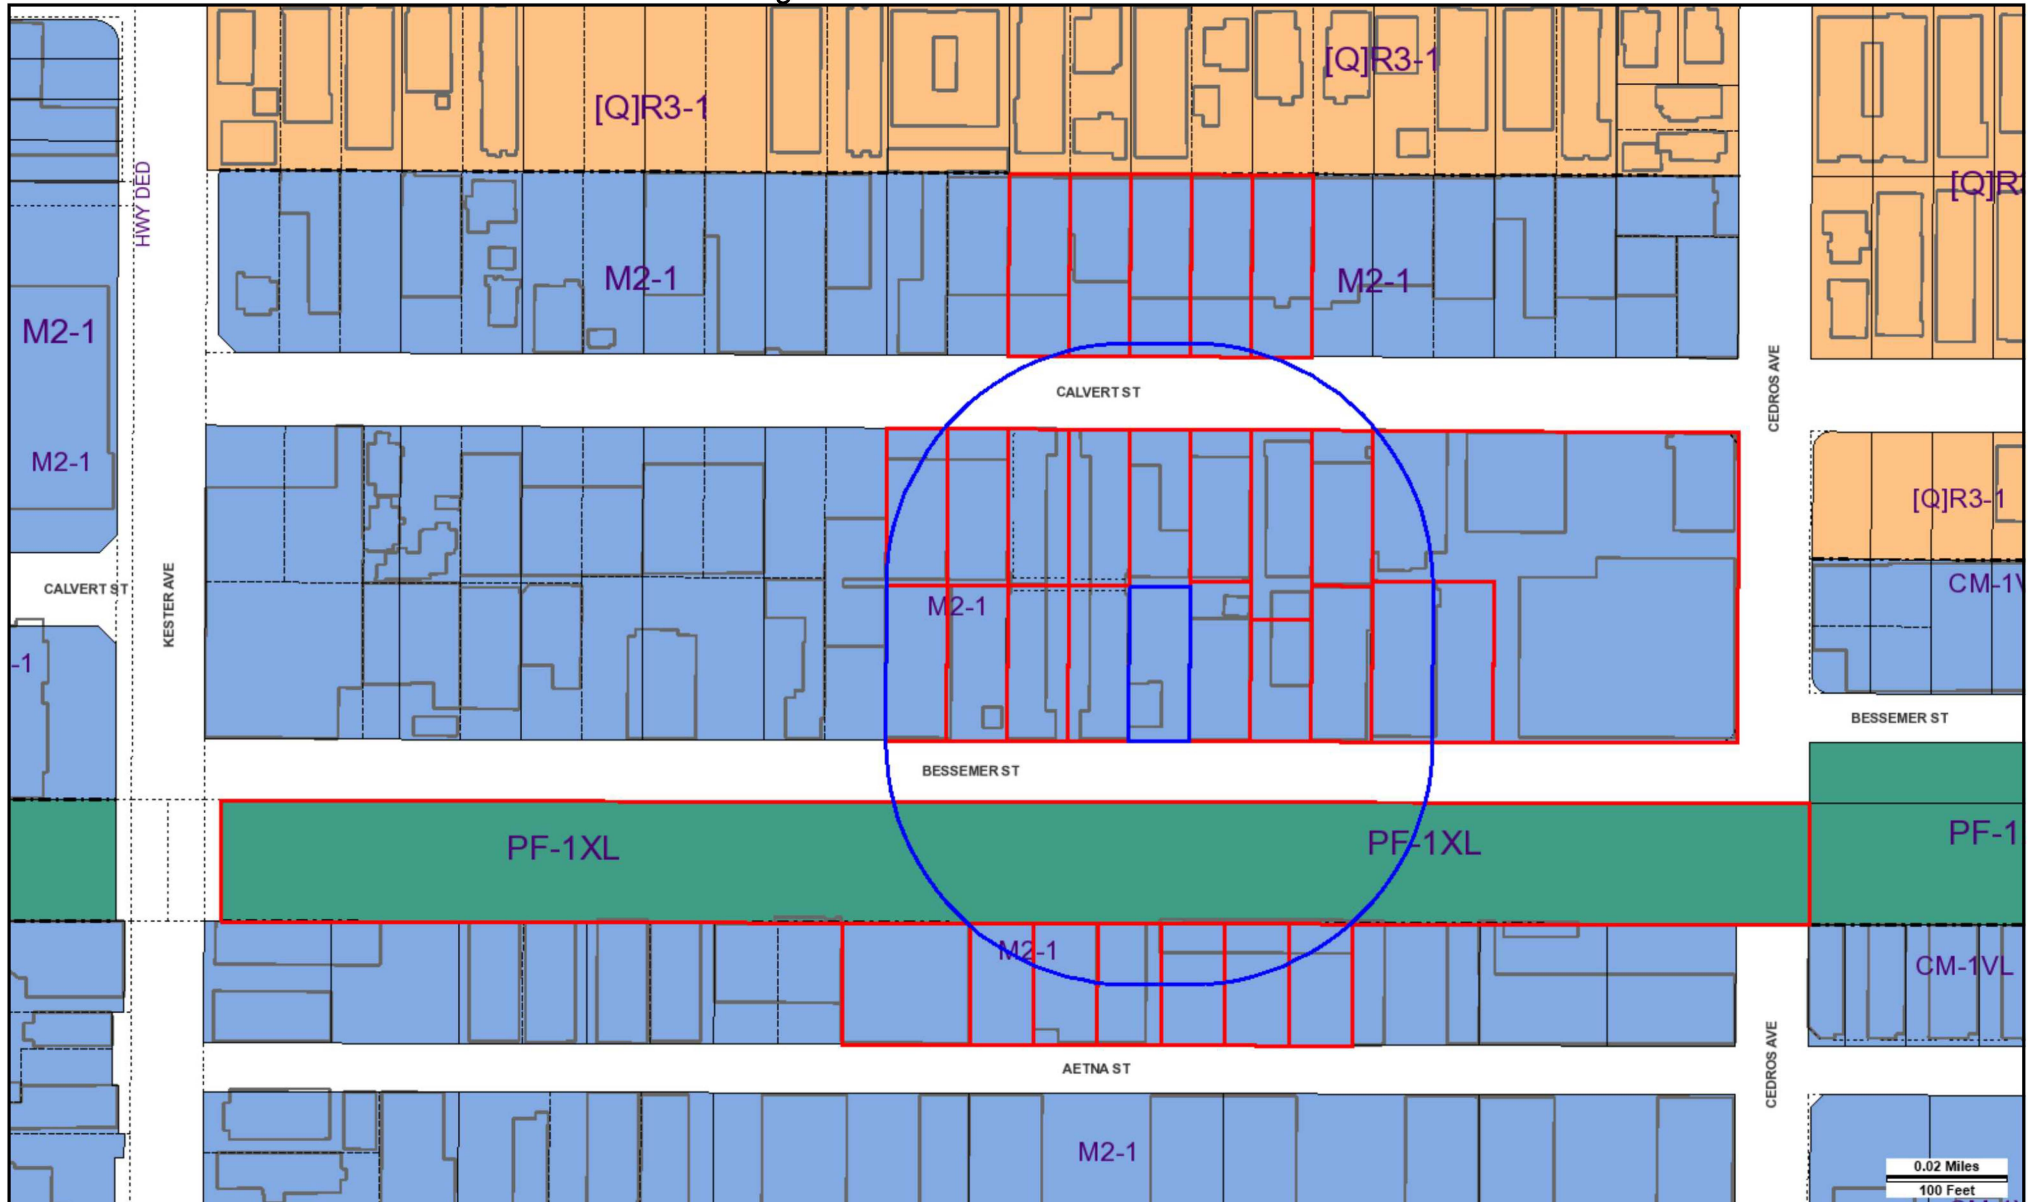 [Q]R3-1
[Q]R3-1
HWY DED
[Q]R
M2-1
M2-1
M2-1
CALVERT ST
CEDROS AVE
M2-1
[Q]R3-1
CALVERT ST
KESTER AVE
M2-1
CM-1V
-1
BESSEMER ST
BESSEMER ST
PF-1XL
PF-1XL
PF-1
M2-1
CM-1VL
AETNA ST
CEDROS AVE
M2-1
0.02 Miles
100 Feet